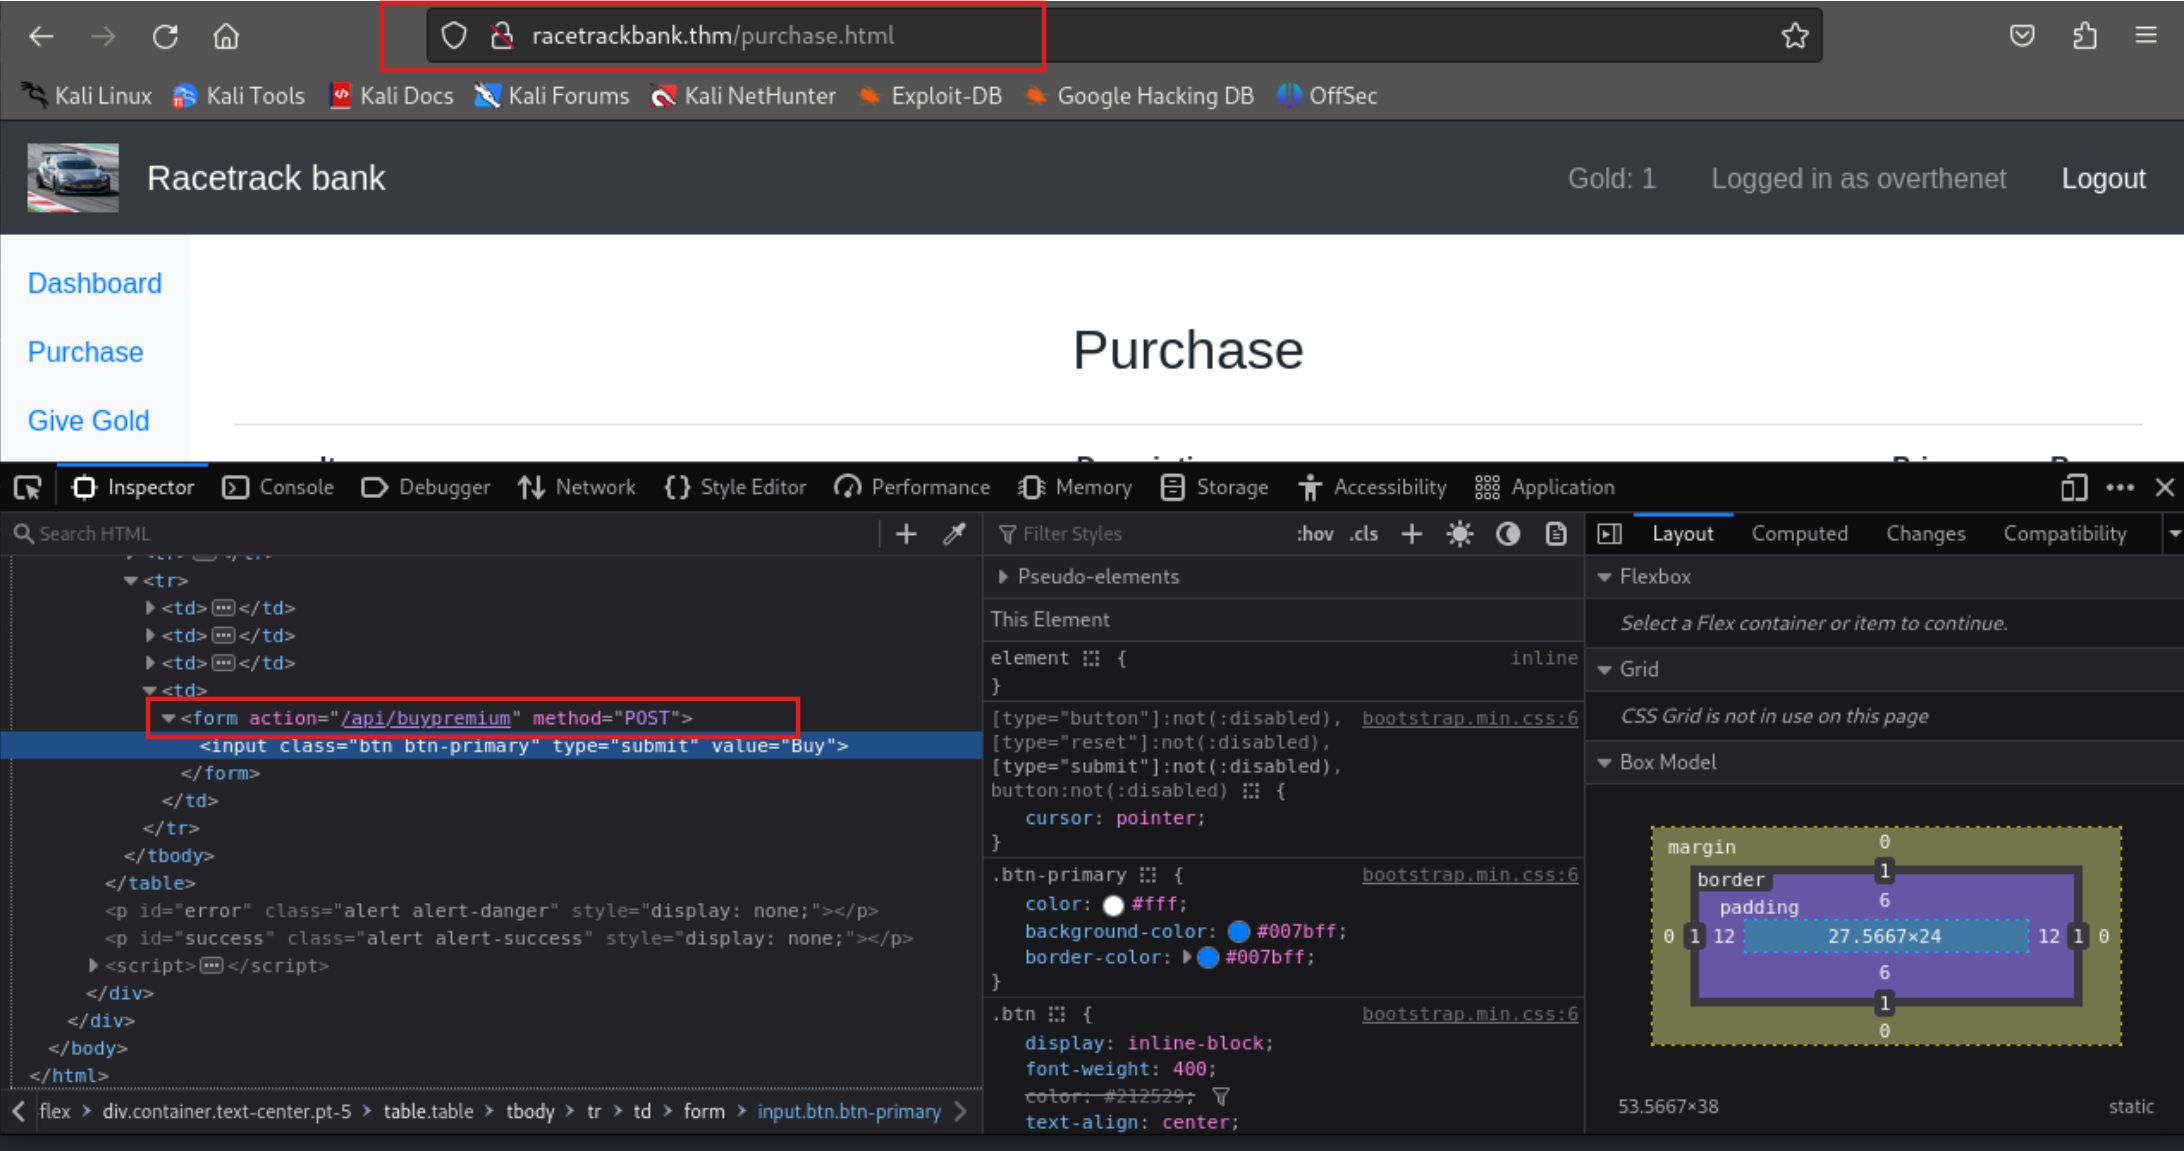 racetrackbank.thm/purchase.html
Kali Linux Kali Tools Kali Docs Kali Forums Kali NetHunter Exploit-DB Google Hacking DB OffSec
Racetrack bank Gold: 1 Logged in as overthenet Logout
Dashboard
Purchase
Give Gold
Purchase
Inspector Console Debugger Network Style Editor Performance Memory Storage Accessibility Application
Search HTML
<tr>
<td></td>
<td></td>
<td></td>
<td>
<form action="/api/buypremium" method="POST">
<input class="btn btn-primary" type="submit" value="Buy">
</form>
</td>
</tr>
</tbody>
</table>
<p id="error" class="alert alert-danger" style="display: none;"></p>
<p id="success" class="alert alert-success" style="display: none;"></p>
<script></script>
</div>
</div>
</body>
</html>
flex > div.container.text-center.pt-5 > table.table > tbody > tr > td > form > input.btn.btn-primary
Filter Styles :hov .cls
Pseudo-elements
This Element
element { inline
}
[type="button"]:not(:disabled), bootstrap.min.css:6
[type="reset"]:not(:disabled),
[type="submit"]:not(:disabled),
button:not(:disabled) {
cursor: pointer;
}
.btn-primary { bootstrap.min.css:6
color: #fff;
background-color: #007bff;
border-color: #007bff;
}
.btn { bootstrap.min.css:6
display: inline-block;
font-weight: 400;
color: #212529;
text-align: center;
Layout Computed Changes Compatibility
Flexbox
Select a Flex container or item to continue.
Grid
CSS Grid is not in use on this page
Box Model
margin 0
border 1
padding 6
0 1 12 27.5667×24 12 1 0
6
1
0
53.5667×38 static